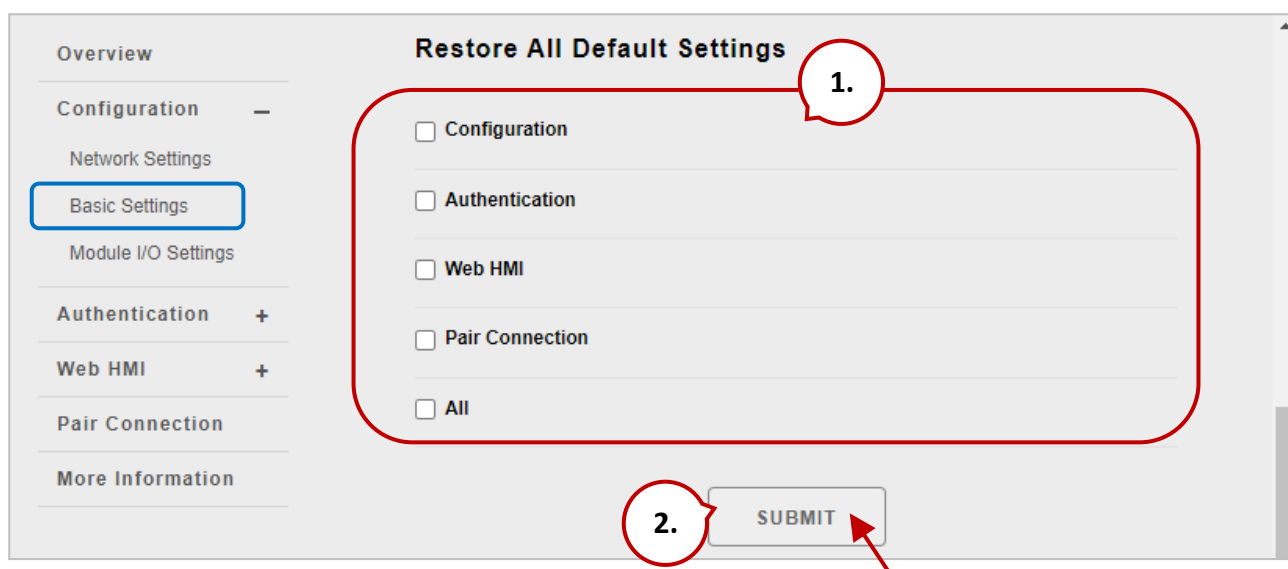 Overview
Configuration –
Network Settings
Basic Settings
Module I/O Settings
Authentication +
Web HMI +
Pair Connection
More Information
Restore All Default Settings
1.
Configuration
Authentication
Web HMI
Pair Connection
All
2.
SUBMIT